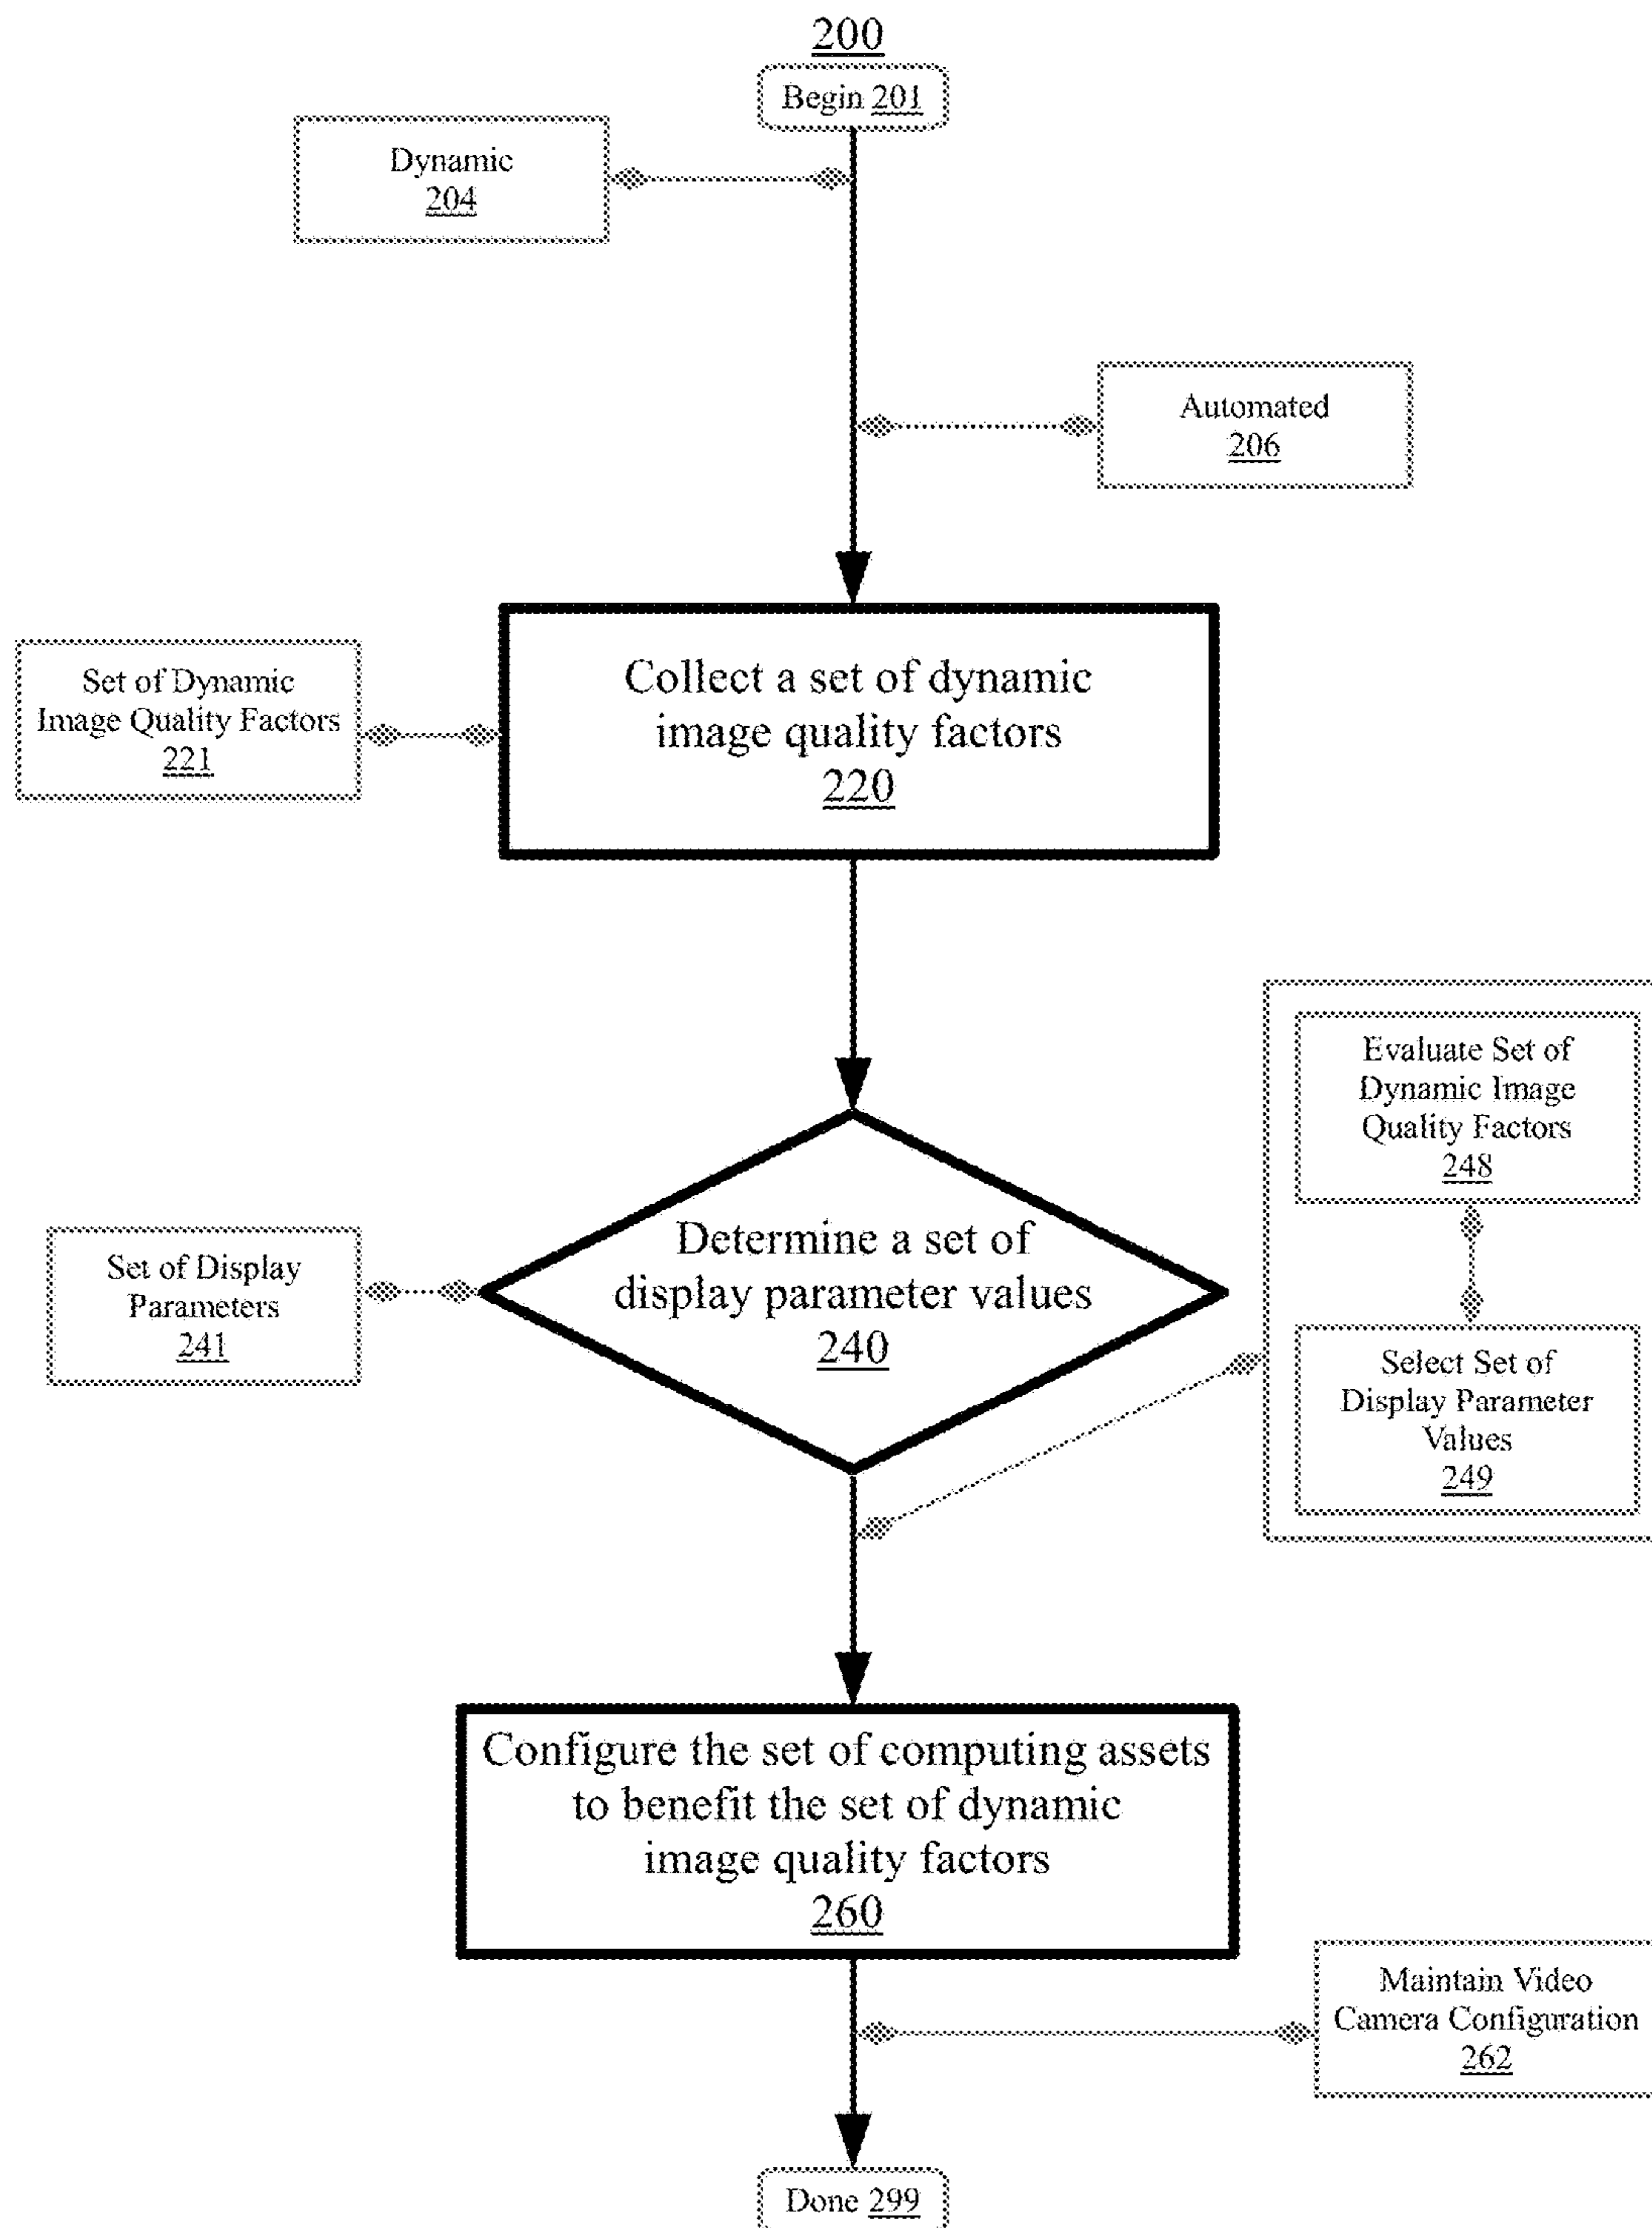 200
Begin 201
Dynamic
204
Automated
206
Collect a set of dynamic
image quality factors
220
Set of Dynamic
Image Quality Factors
221
Evaluate Set of
Dynamic Image
Quality Factors
248
Determine a set of
display parameter values
240
Set of Display
Parameters
241
Select Set of
Display Parameter
Values
249
Configure the set of computing assets
to benefit the set of dynamic
image quality factors
260
Maintain Video
Camera Configuration
262
Done 299